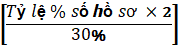 [Tỷ lệ % số hồ sơ × 2]
30%